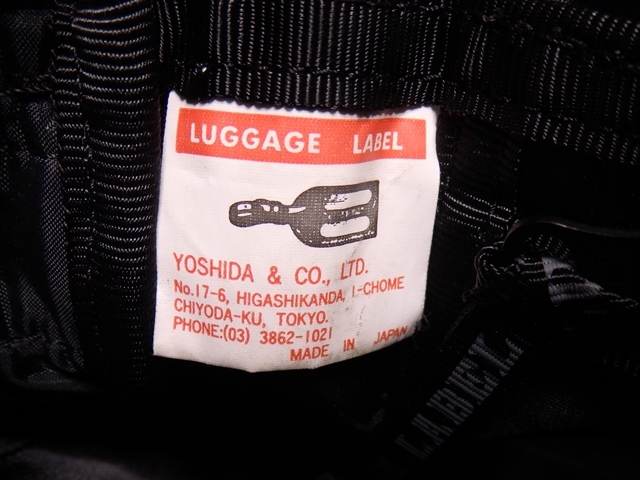 LUGGAGE LABEL
YOSHIDA & CO., LTD.
No.17-6, HIGASHIKANDA, 1-CHOME
CHIYODA-KU, TOKYO.
PHONE:(03) 3862-1021
MADE IN JAPAN